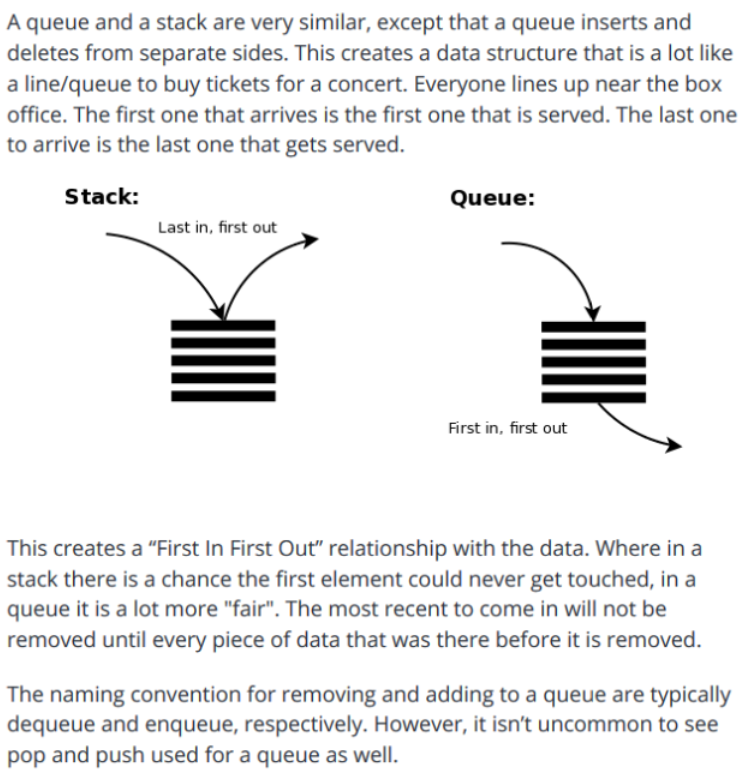 A queue and a stack are very similar, except that a queue inserts and
deletes from separate sides. This creates a data structure that is a lot like
a line/queue to buy tickets for a concert. Everyone lines up near the box
office. The first one that arrives is the first one that is served. The last one
to arrive is the last one that gets served.
Stack:
Last in, first out
Queue:
First in, first out
This creates a “First In First Out” relationship with the data. Where in a
stack there is a chance the first element could never get touched, in a
queue it is a lot more "fair". The most recent to come in will not be
removed until every piece of data that was there before it is removed.
The naming convention for removing and adding to a queue are typically
dequeue and enqueue, respectively. However, it isn’t uncommon to see
pop and push used for a queue as well.